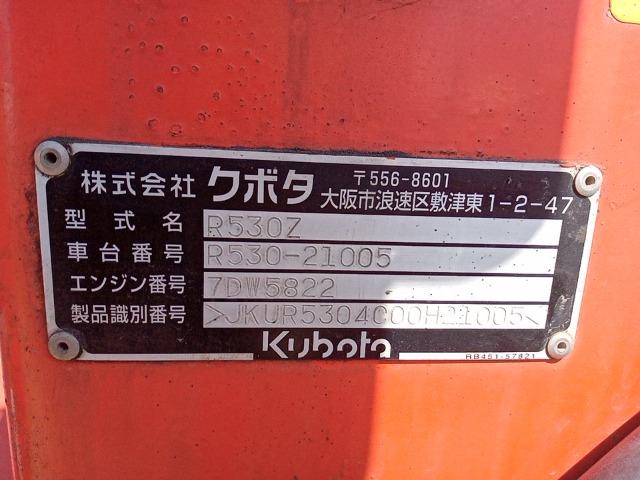 株式会社 クボタ 〒556-8601
大阪市浪速区敷津東1-2-47
型式名 R530Z
車台番号 R530-21005
エンジン番号 7DW5822
製品識別番号 >JKUR5304C00H21005<
Kubota
RB451-57821